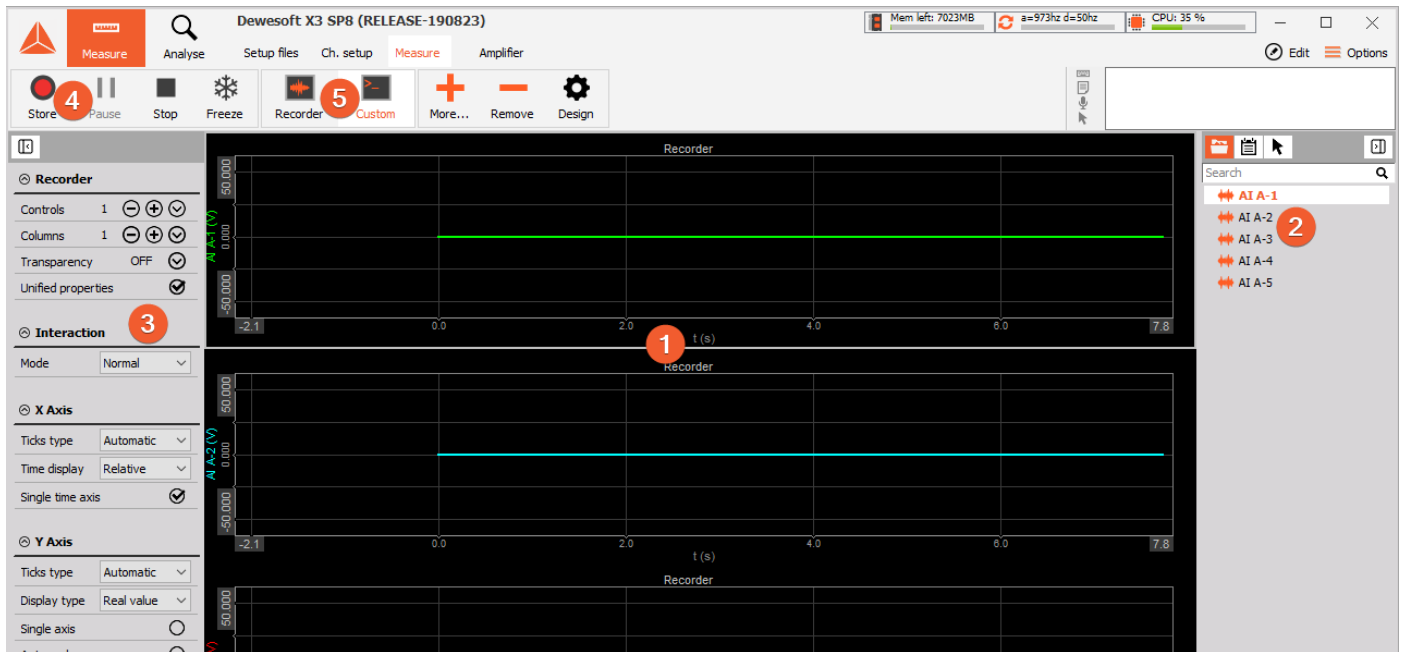 Dewesoft X3 SP8 (RELEASE-190823)
Mem left: 7023MB
a=973hz d=50hz
CPU: 35 %
Measure
Analyse
Setup files
Ch. setup
Measure
Amplifier
Edit
Options
Store
4
Pause
Stop
Freeze
Recorder
5
Custom
More...
Remove
Design
Recorder
Controls 1
Columns 1
Transparency OFF
Unified properties
Interaction
3
Mode Normal
X Axis
Ticks type Automatic
Time display Relative
Single time axis
Y Axis
Ticks type Automatic
Display type Real value
Single axis
Recorder
50.000
AI A-1 (V)
0.000
-50.000
-2.1 0.0 2.0 4.0 6.0 7.8
t (s)
1
Recorder
50.000
AI A-2 (V)
0.000
-50.000
-2.1 0.0 2.0 4.0 6.0 7.8
t (s)
Recorder
50.000
Search
AI A-1
AI A-2
2
AI A-3
AI A-4
AI A-5